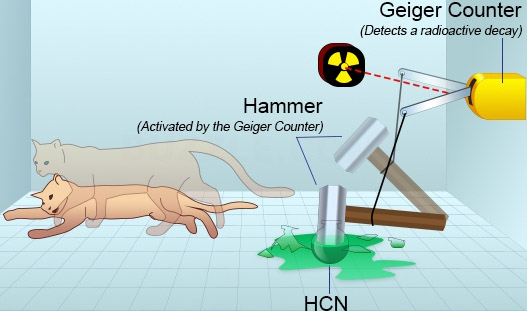 Geiger Counter
(Detects a radioactive decay)
Hammer
(Activated by the Geiger Counter)
HCN